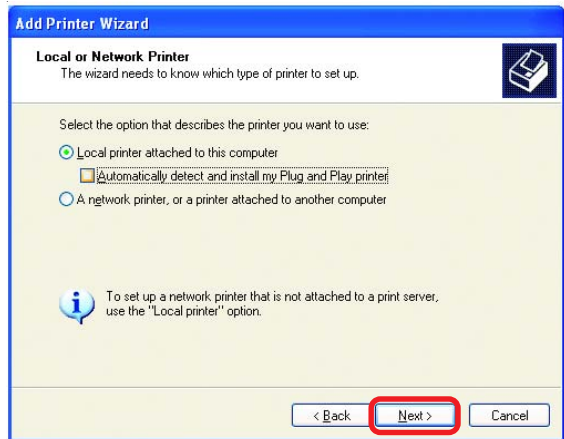 Add Printer Wizard
Local or Network Printer
The wizard needs to know which type of printer to set up.
Select the option that describes the printer you want to use:
Local printer attached to this computer
Automatically detect and install my Plug and Play printer
A network printer, or a printer attached to another computer
To set up a network printer that is not attached to a print server,
use the "Local printer" option.
< Back
Next >
Cancel